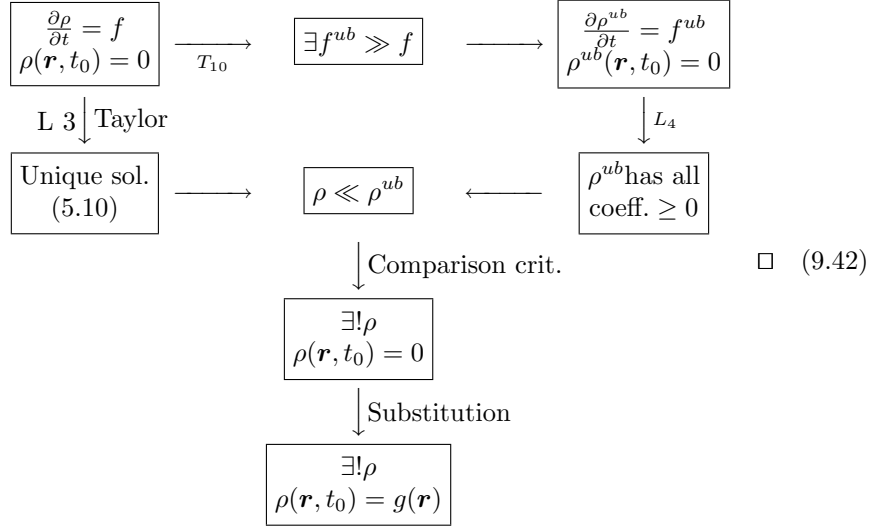 ∂ρ/∂t = f
ρ(r, t₀) = 0
T₁₀
∃f^{ub} ≫ f
∂ρ^{ub}/∂t = f^{ub}
ρ^{ub}(r, t₀) = 0
L 3
Taylor
L₄
Unique sol.
(5.10)
ρ ≪ ρ^{ub}
ρ^{ub}has all
coeff. ≥ 0
Comparison crit.
□ (9.42)
∃!ρ
ρ(r, t₀) = 0
Substitution
∃!ρ
ρ(r, t₀) = g(r)